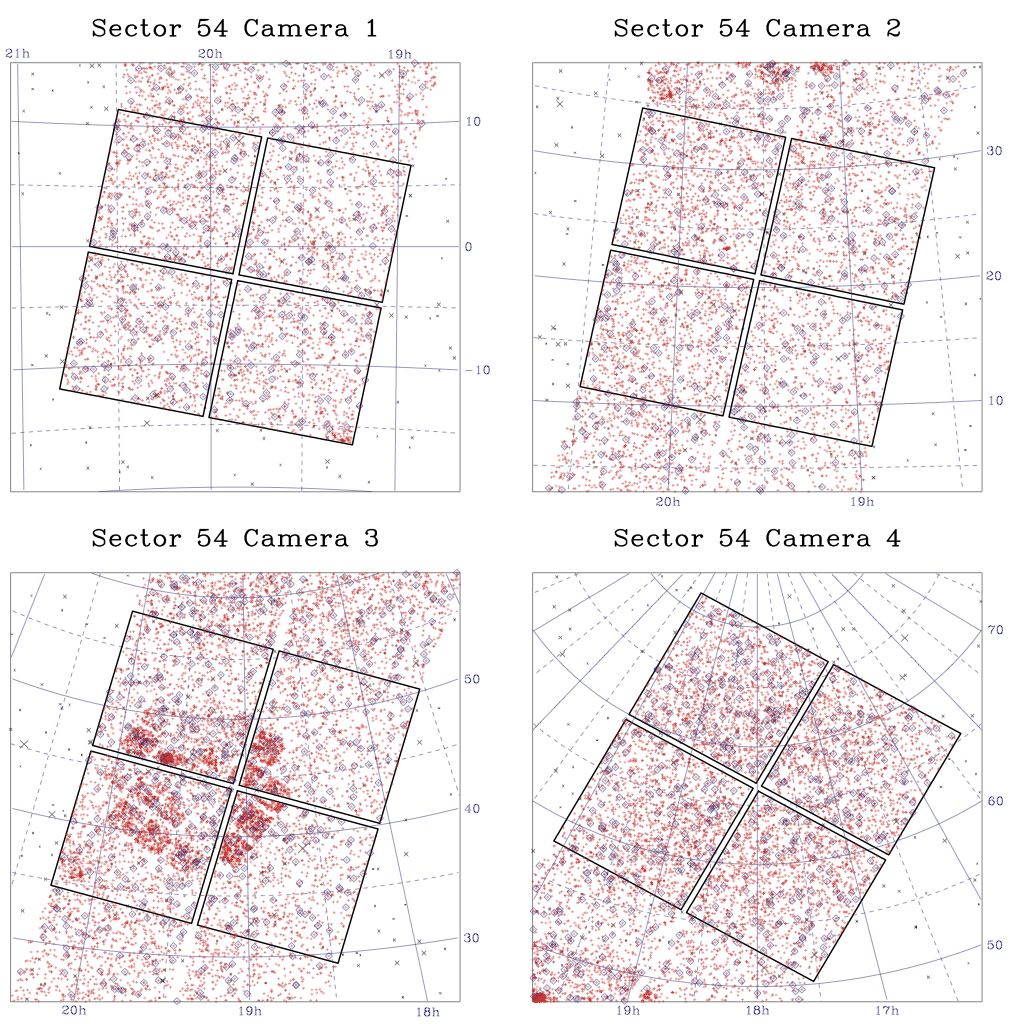 Sector 54 Camera 1
21h 20h 19h
10
0
-10
Sector 54 Camera 2
30
20
10
20h 19h
Sector 54 Camera 3
50
40
30
20h 19h 18h
Sector 54 Camera 4
70
60
50
19h 18h 17h